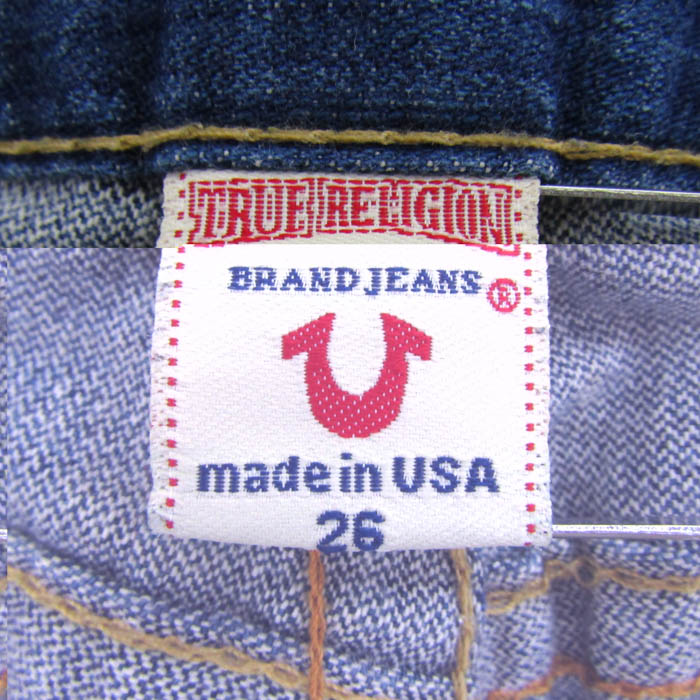 TRUE RELIGION
BRAND JEANS ®
made in USA
26